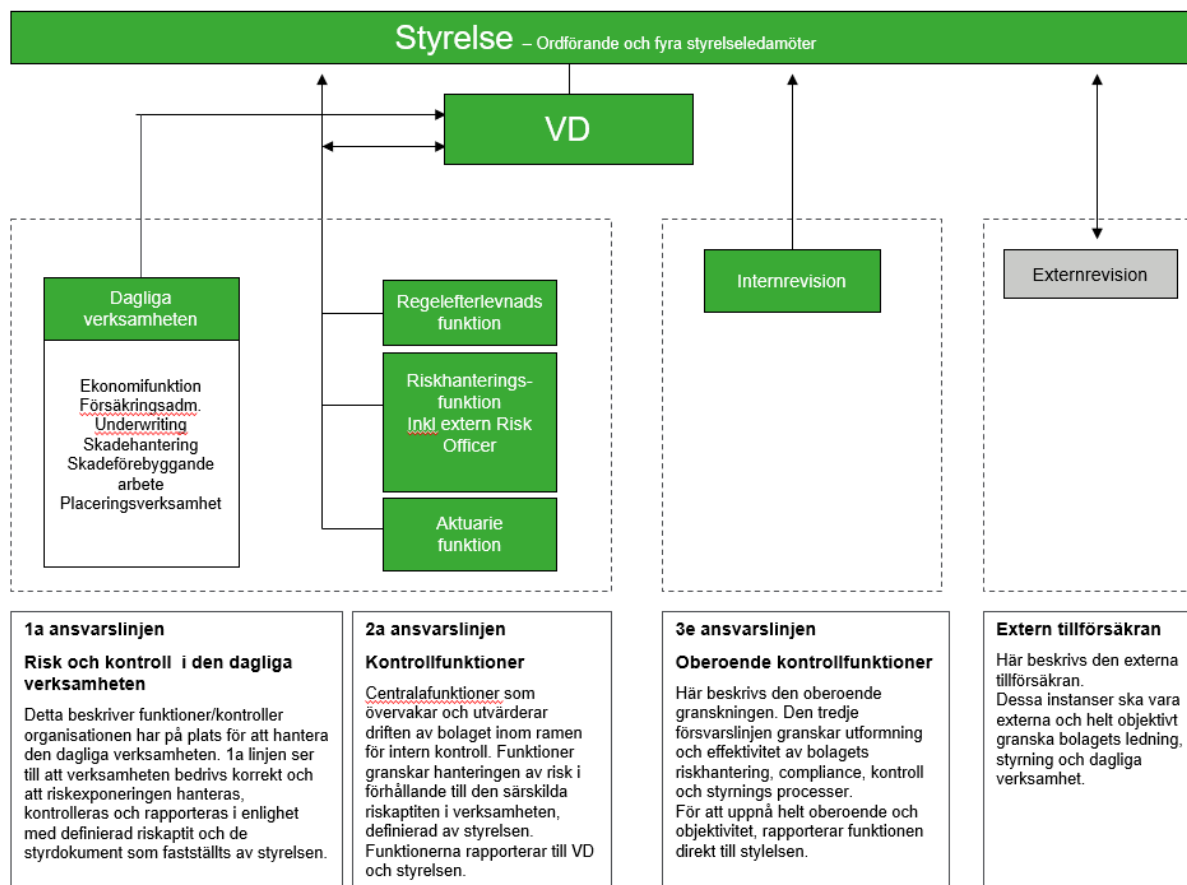 Styrelse – Ordförande och fyra styrelseledamöter
VD
Dagliga
verksamheten
Ekonomifunktion
Försäkringsadm.
Underwriting
Skadehantering
Skadeförebyggande
arbete
Placeringsverksamhet
Regelefterlevnads
funktion
Riskhanterings-
funktion
Inkl extern Risk
Officer
Aktuarie
funktion
Internrevision
Externrevision
1a ansvarslinjen
Risk och kontroll i den dagliga
verksamheten
Detta beskriver funktioner/kontroller
organisationen har på plats för att hantera
den dagliga verksamheten. 1a linjen ser
till att verksamheten bedrivs korrekt och
att riskexponeringen hanteras,
kontrolleras och rapporteras i enlighet
med definierad riskaptit och de
styrdokument som fastställts av styrelsen.
2a ansvarslinjen
Kontrollfunktioner
Centralafunktioner som
övervakar och utvärderar
driften av bolaget inom ramen
för intern kontroll. Funktioner
granskar hanteringen av risk i
förhållande till den särskilda
riskaptiten i verksamheten,
definierad av styrelsen.
Funktionerna rapporterar till VD
och styrelsen.
3e ansvarslinjen
Oberoende kontrollfunktioner
Här beskrivs den oberoende
granskningen. Den tredje
försvarslinjen granskar utformning
och effektivitet av bolagets
riskhantering, compliance, kontroll
och styrnings processer.
För att uppnå helt oberoende och
objektivitet, rapporterar funktionen
direkt till stylelsen.
Extern tillförsäkran
Här beskrivs den externa
tillförsäkran.
Dessa instanser ska vara
externa och helt objektivt
granska bolagets ledning,
styrning och dagliga
verksamhet.